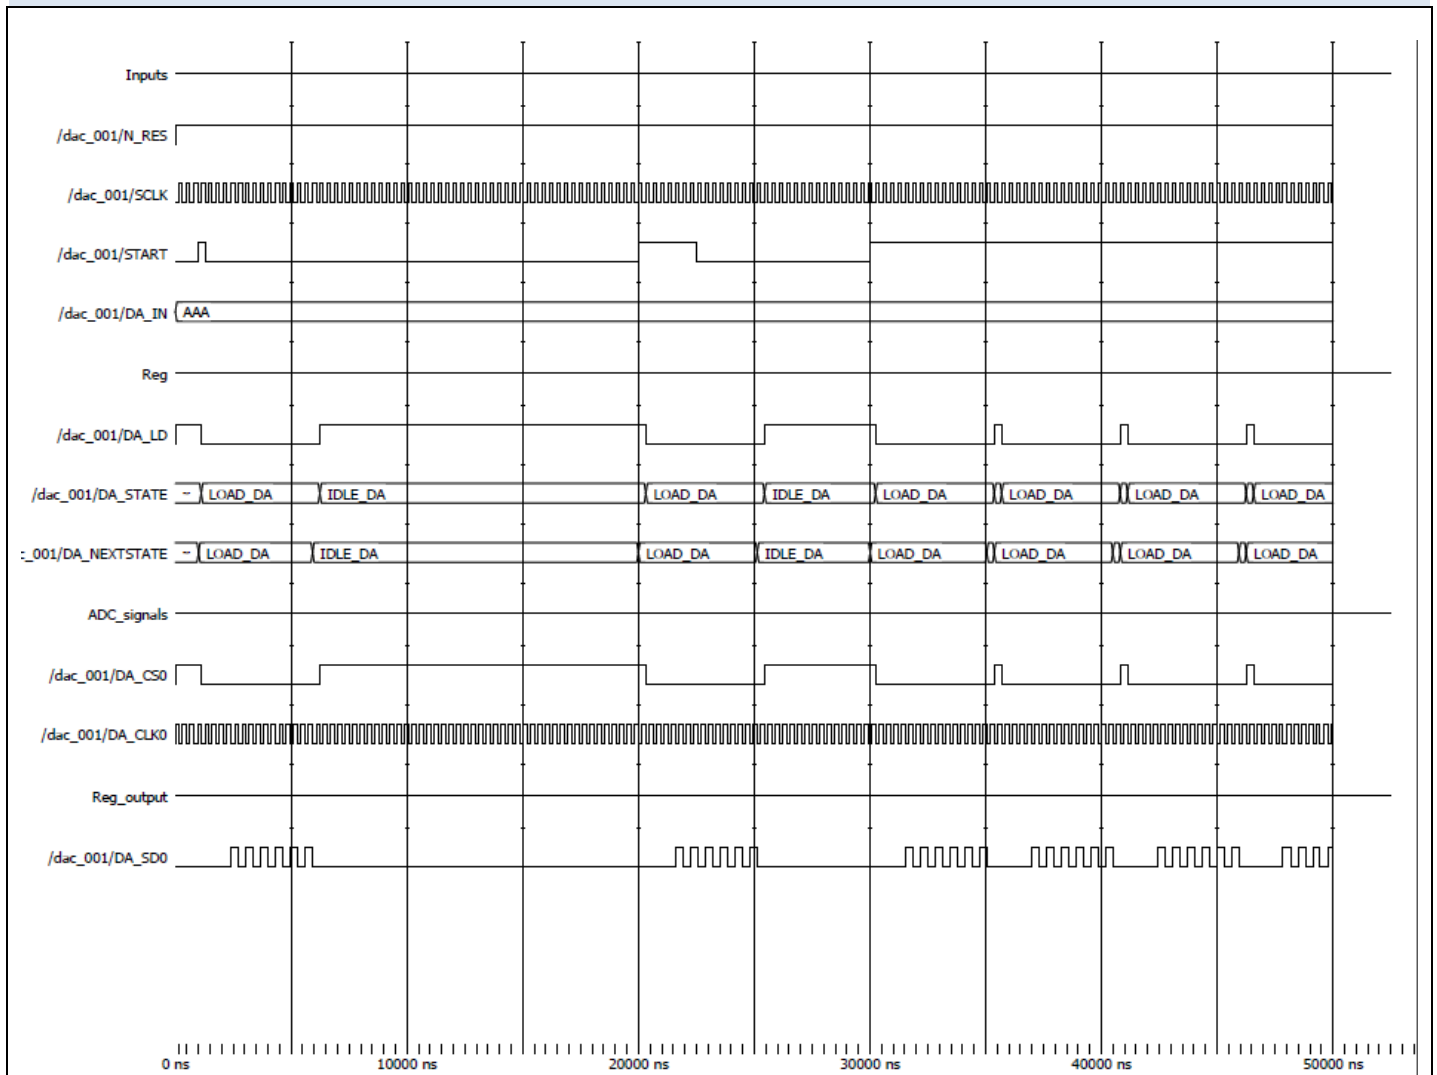 Inputs
/dac_001/N_RES
/dac_001/SCLK
/dac_001/START
/dac_001/DA_IN AAA
Reg
/dac_001/DA_LD
/dac_001/DA_STATE -- LOAD_DA IDLE_DA LOAD_DA IDLE_DA LOAD_DA LOAD_DA LOAD_DA LOAD_DA
c_001/DA_NEXTSTATE -- LOAD_DA IDLE_DA LOAD_DA IDLE_DA LOAD_DA LOAD_DA LOAD_DA LOAD_DA
ADC_signals
/dac_001/DA_CS0
/dac_001/DA_CLK0
Reg_output
/dac_001/DA_SD0
0 ns 10000 ns 20000 ns 30000 ns 40000 ns 50000 ns